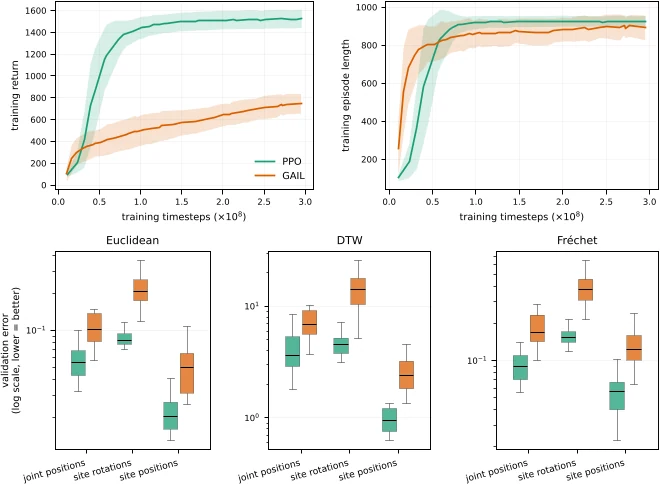 1600
1400
1200
1000
800
600
400
200
0
training return
PPO
GAIL
0.0 0.5 1.0 1.5 2.0 2.5 3.0
training timesteps (×10⁸)
1000
800
600
400
200
training episode length
0.0 0.5 1.0 1.5 2.0 2.5 3.0
training timesteps (×10⁸)
validation error
(log scale, lower = better)
Euclidean
10⁻¹
joint positions
site rotations
site positions
DTW
10¹
10⁰
joint positions
site rotations
site positions
Fréchet
10⁻¹
joint positions
site rotations
site positions